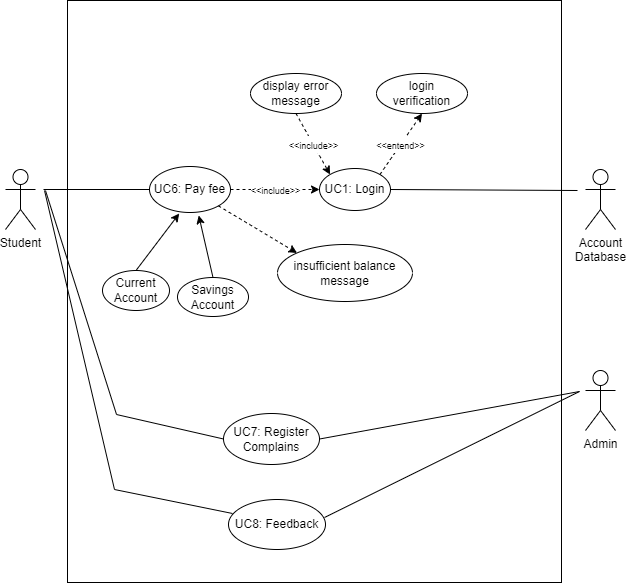 display error
message
login
verification
<<include>>
<<entend>>
UC6: Pay fee
<<include>>
UC1: Login
Student
Account
Database
insufficient balance
message
Current
Account
Savings
Account
UC7: Register
Complains
Admin
UC8: Feedback